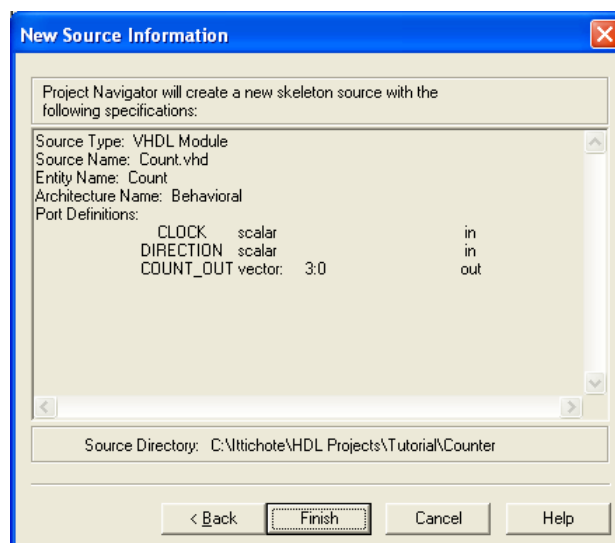 New Source Information
Project Navigator will create a new skeleton source with the
following specifications:
Source Type: VHDL Module
Source Name: Count.vhd
Entity Name: Count
Architecture Name: Behavioral
Port Definitions:
CLOCK scalar in
DIRECTION scalar in
COUNT_OUT vector: 3:0 out
Source Directory: C:\Ittichote\HDL Projects\Tutorial\Counter
< Back Finish Cancel Help